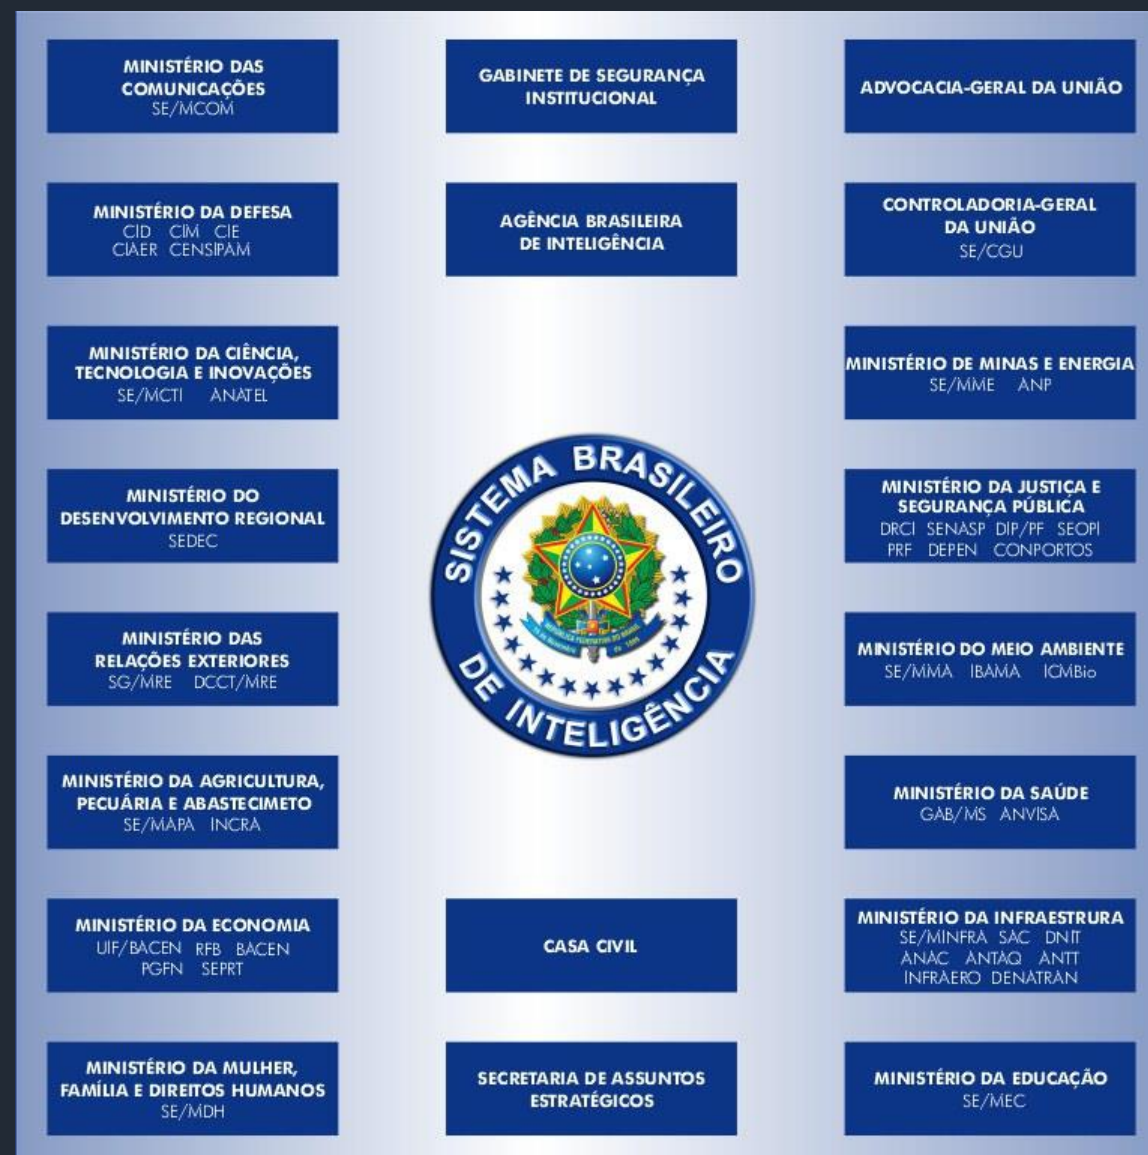 MINISTÉRIO DAS
COMUNICAÇÕES
SE/MCOM
GABINETE DE SEGURANÇA
INSTITUCIONAL
ADVOCACIA-GERAL DA UNIÃO
MINISTÉRIO DA DEFESA
CID CIM CIE
CIAER CENSIPAM
AGÊNCIA BRASILEIRA
DE INTELIGÊNCIA
CONTROLADORIA-GERAL
DA UNIÃO
SE/CGU
MINISTÉRIO DA CIÊNCIA,
TECNOLOGIA E INOVAÇÕES
SE/MCTI ANATEL
MINISTÉRIO DE MINAS E ENERGIA
SE/MME ANP
MINISTÉRIO DO
DESENVOLVIMENTO REGIONAL
SEDEC
SISTEMA BRASILEIRO
DE INTELIGÊNCIA
REPÚBLICA FEDERATIVA DO BRASIL
MINISTÉRIO DA JUSTIÇA E
SEGURANÇA PÚBLICA
DRCI SENASP DIP/PF SEOPI
PRF DEPEN CONPORTOS
MINISTÉRIO DAS
RELAÇÕES EXTERIORES
SG/MRE DCCT/MRE
MINISTÉRIO DO MEIO AMBIENTE
SE/MMA IBAMA ICMBio
MINISTÉRIO DA AGRICULTURA,
PECUÁRIA E ABASTECIMETO
SE/MAPA INCRA
MINISTÉRIO DA SAÚDE
GAB/MS ANVISA
MINISTÉRIO DA ECONOMIA
UIF/BACEN RFB BACEN
PGFN SEPRT
CASA CIVIL
MINISTÉRIO DA INFRAESTRURA
SE/MINFRA SAC DNIT
ANAC ANTAQ ANTT
INFRAERO DENATRAN
MINISTÉRIO DA MULHER,
FAMÍLIA E DIREITOS HUMANOS
SE/MDH
SECRETARIA DE ASSUNTOS
ESTRATÉGICOS
MINISTÉRIO DA EDUCAÇÃO
SE/MEC